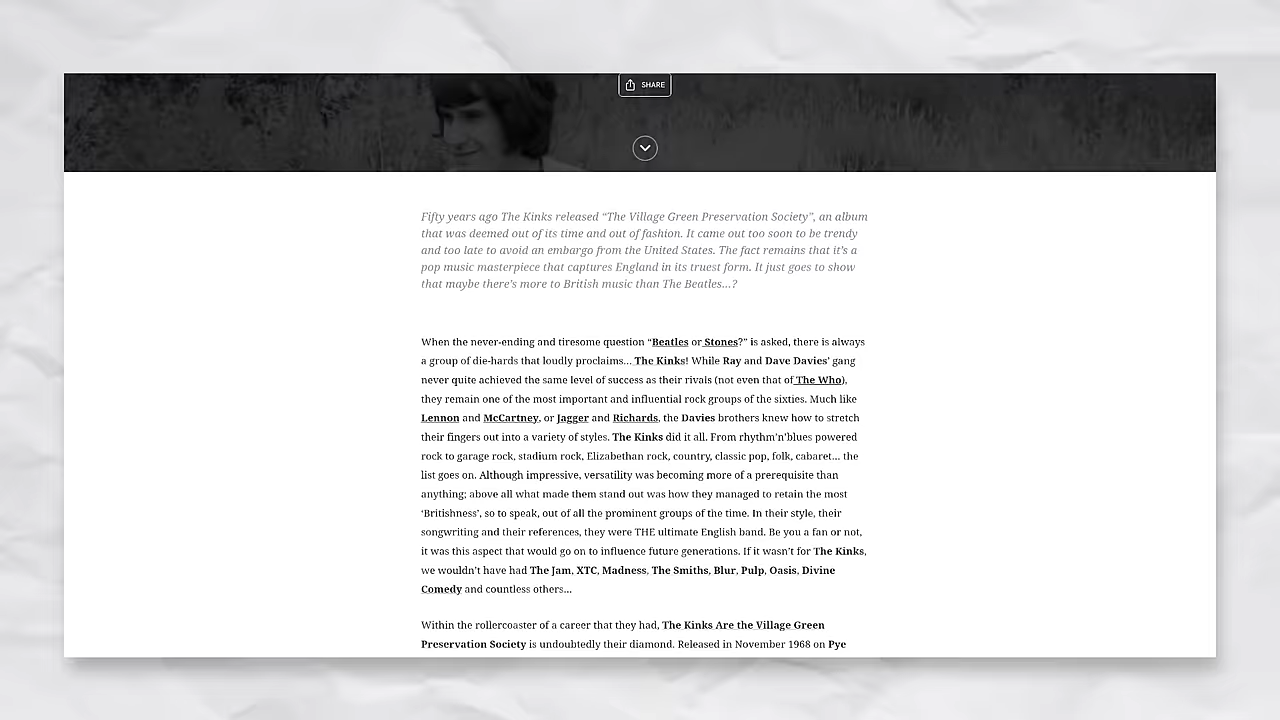 SHARE
Fifty years ago The Kinks released “The Village Green Preservation Society”, an album
that was deemed out of its time and out of fashion. It came out too soon to be trendy
and too late to avoid an embargo from the United States. The fact remains that it’s a
pop music masterpiece that captures England in its truest form. It just goes to show
that maybe there’s more to British music than The Beatles…?
When the never-ending and tiresome question “Beatles or Stones?” is asked, there is always
a group of die-hards that loudly proclaims… The Kinks! While Ray and Dave Davies’ gang
never quite achieved the same level of success as their rivals (not even that of The Who),
they remain one of the most important and influential rock groups of the sixties. Much like
Lennon and McCartney, or Jagger and Richards, the Davies brothers knew how to stretch
their fingers out into a variety of styles. The Kinks did it all. From rhythm’n’blues powered
rock to garage rock, stadium rock, Elizabethan rock, country, classic pop, folk, cabaret… the
list goes on. Although impressive, versatility was becoming more of a prerequisite than
anything; above all what made them stand out was how they managed to retain the most
‘Britishness’, so to speak, out of all the prominent groups of the time. In their style, their
songwriting and their references, they were THE ultimate English band. Be you a fan or not,
it was this aspect that would go on to influence future generations. If it wasn’t for The Kinks,
we wouldn’t have had The Jam, XTC, Madness, The Smiths, Blur, Pulp, Oasis, Divine
Comedy and countless others…
Within the rollercoaster of a career that they had, The Kinks Are the Village Green
Preservation Society is undoubtedly their diamond. Released in November 1968 on Pye